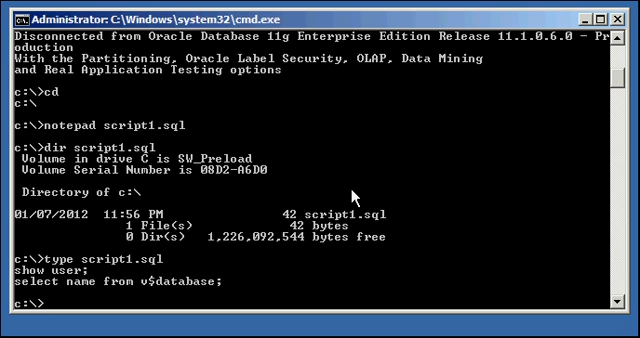 Administrator: C:\Windows\system32\cmd.exe
Disconnected from Oracle Database 11g Enterprise Edition Release 11.1.0.6.0 - Pr
oduction
With the Partitioning, Oracle Label Security, OLAP, Data Mining
and Real Application Testing options
c:\>cd
c:\
c:\>notepad script1.sql
c:\>dir script1.sql
Volume in drive C is SW_Preload
Volume Serial Number is 08D2-A6D0
Directory of c:\
01/07/2012  11:56 PM                42 script1.sql
1 File(s)             42 bytes
0 Dir(s)   1,226,092,544 bytes free
c:\>type script1.sql
show user;
select name from v$database;
c:\>